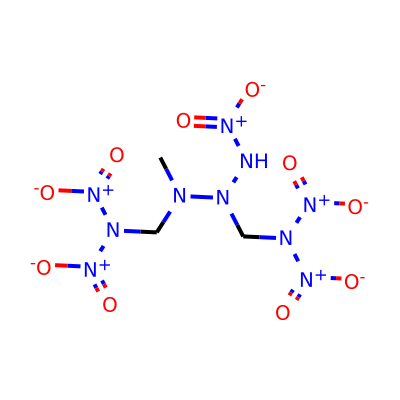 O-
O N+
NH
O O
-O N+ N+ O-
N N
N N
-O N+ N+ O-
O O